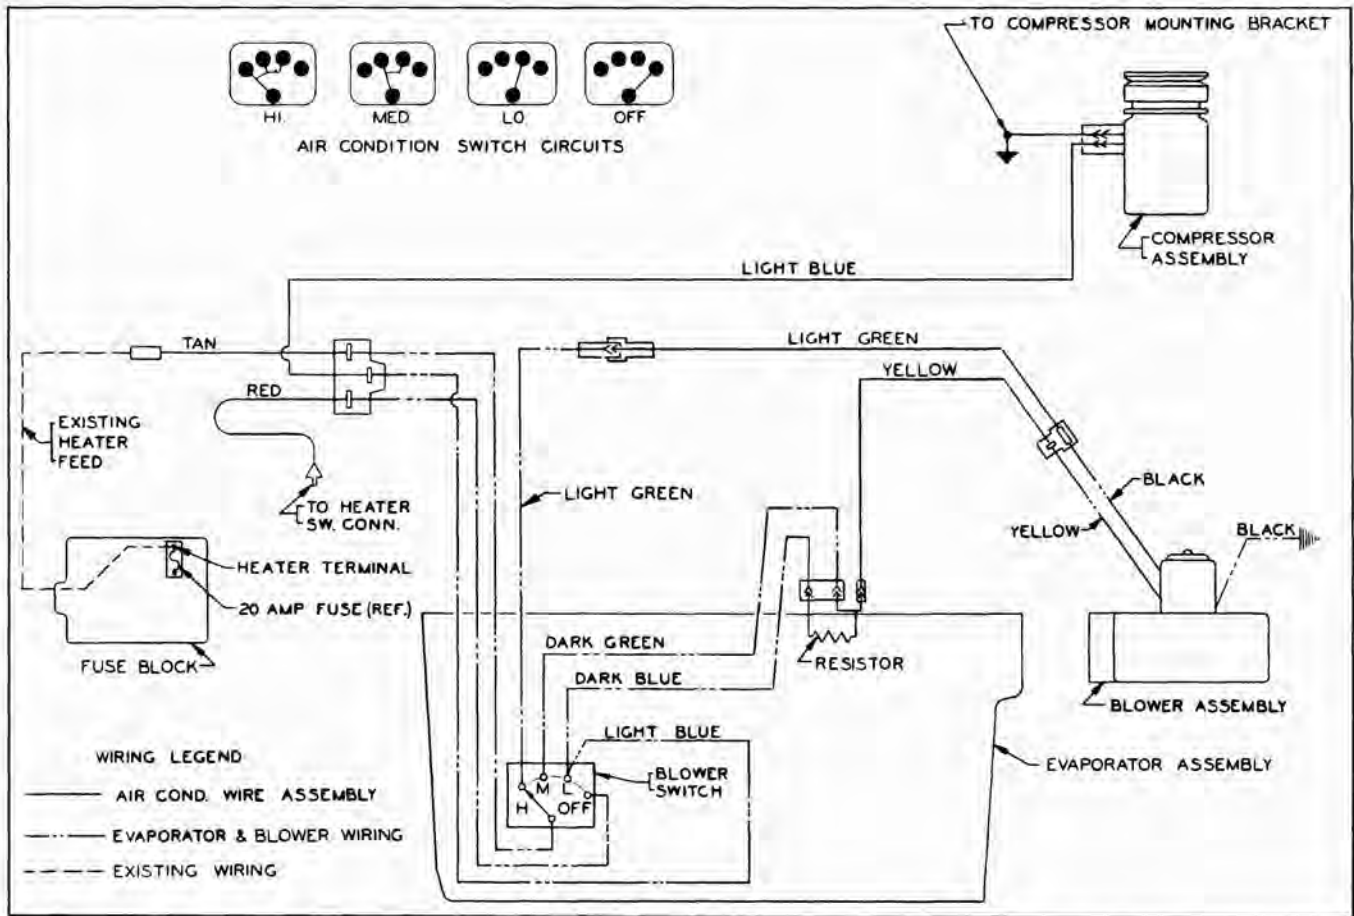 TO COMPRESSOR MOUNTING BRACKET
HI.
MED.
LO
OFF
AIR CONDITION SWITCH CIRCUITS
COMPRESSOR
ASSEMBLY
LIGHT BLUE
TAN
LIGHT GREEN
YELLOW
RED
EXISTING
HEATER
FEED
LIGHT GREEN
BLACK
TO HEATER
SW. CONN.
YELLOW
BLACK
HEATER TERMINAL
20 AMP FUSE (REF.)
DARK GREEN
RESISTOR
FUSE BLOCK
DARK BLUE
BLOWER ASSEMBLY
LIGHT BLUE
WIRING LEGEND
EVAPORATOR ASSEMBLY
BLOWER
SWITCH
H
M
L
OFF
AIR COND. WIRE ASSEMBLY
EVAPORATOR & BLOWER WIRING
EXISTING WIRING